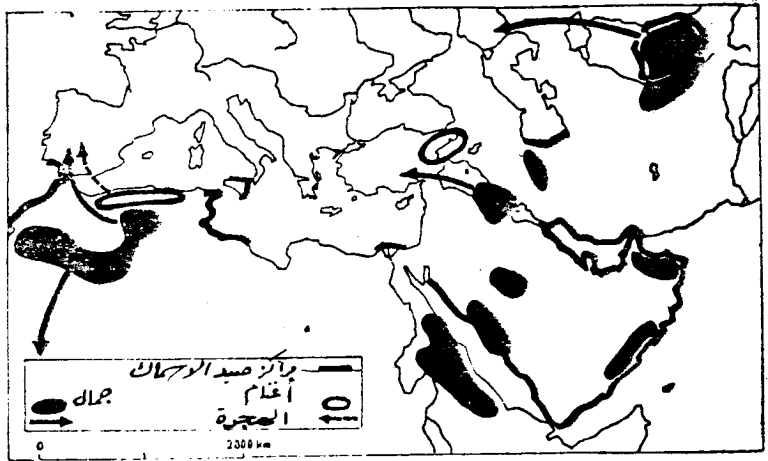 مراكز صيد الاسماك
أغنام
جمال
الهجرة
0 2000 km